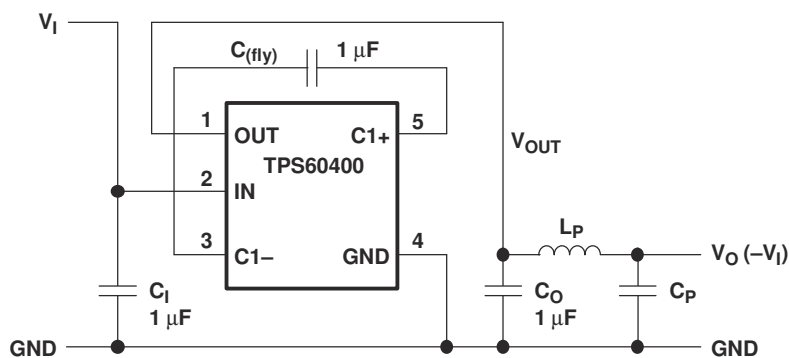 V_I
C_(fly) 1 μF
1 OUT C1+ 5
TPS60400
V_OUT
2 IN
L_P
3 C1– GND 4
V_O (–V_I)
C_I
1 μF
C_O
1 μF
C_P
GND GND